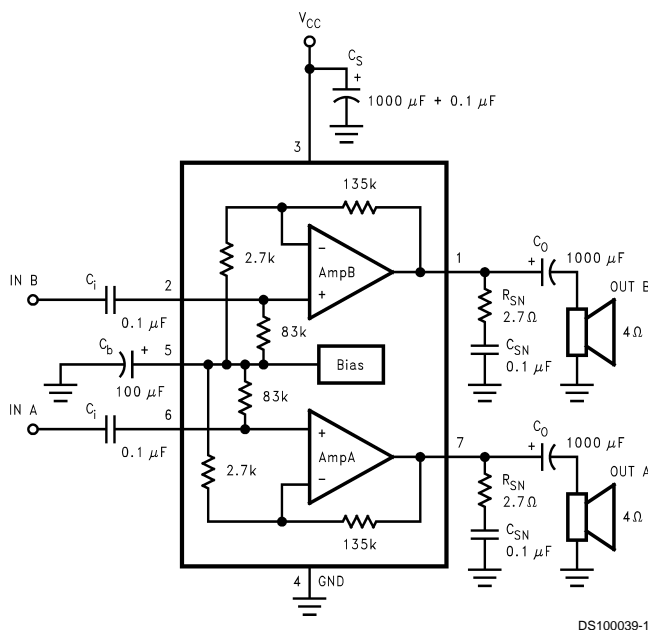 VCC
CS
+
1000 µF + 0.1 µF
3
135k
2.7k
−
AmpB
+
1
CO
+
1000 µF
IN B
Ci
2
0.1 µF
83k
RSN
2.7Ω
CSN
0.1 µF
OUT B
4Ω
Cb
+
5
100 µF
Bias
IN A
Ci
6
0.1 µF
83k
+
AmpA
−
7
CO
+
1000 µF
2.7k
RSN
2.7Ω
CSN
0.1 µF
OUT A
4Ω
135k
4
GND
DS100039-1